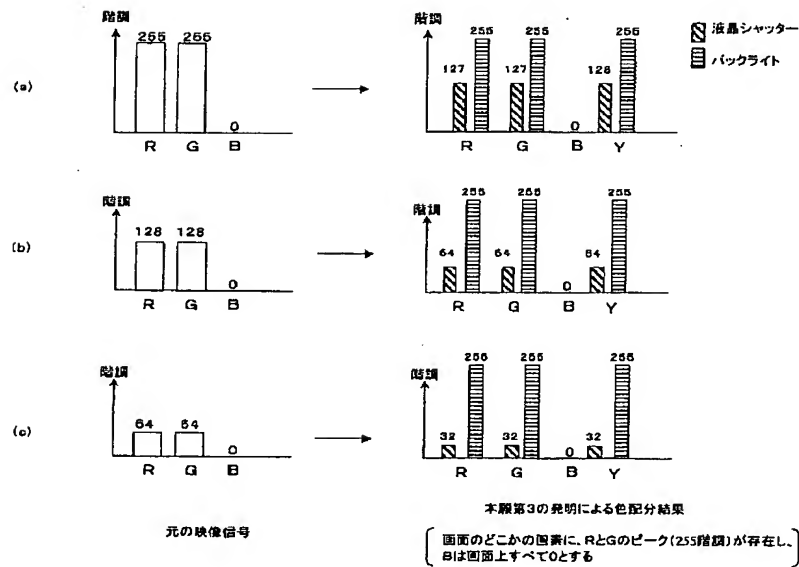 階調
255 255
0
R G B
(a)
階調
127 255 127 255 0 128 255
R G B Y
液晶シャッター
バックライト
階調
128 128
0
R G B
(b)
階調
64 255 64 255 0 64 255
R G B Y
階調
64 64
0
R G B
(c)
階調
32 255 32 255 0 32 255
R G B Y
元の映像信号
本願第3の発明による色配分結果
画面のどこかの画素に、RとGのピーク(255階調)が存在し、
Bは画面上すべて0とする